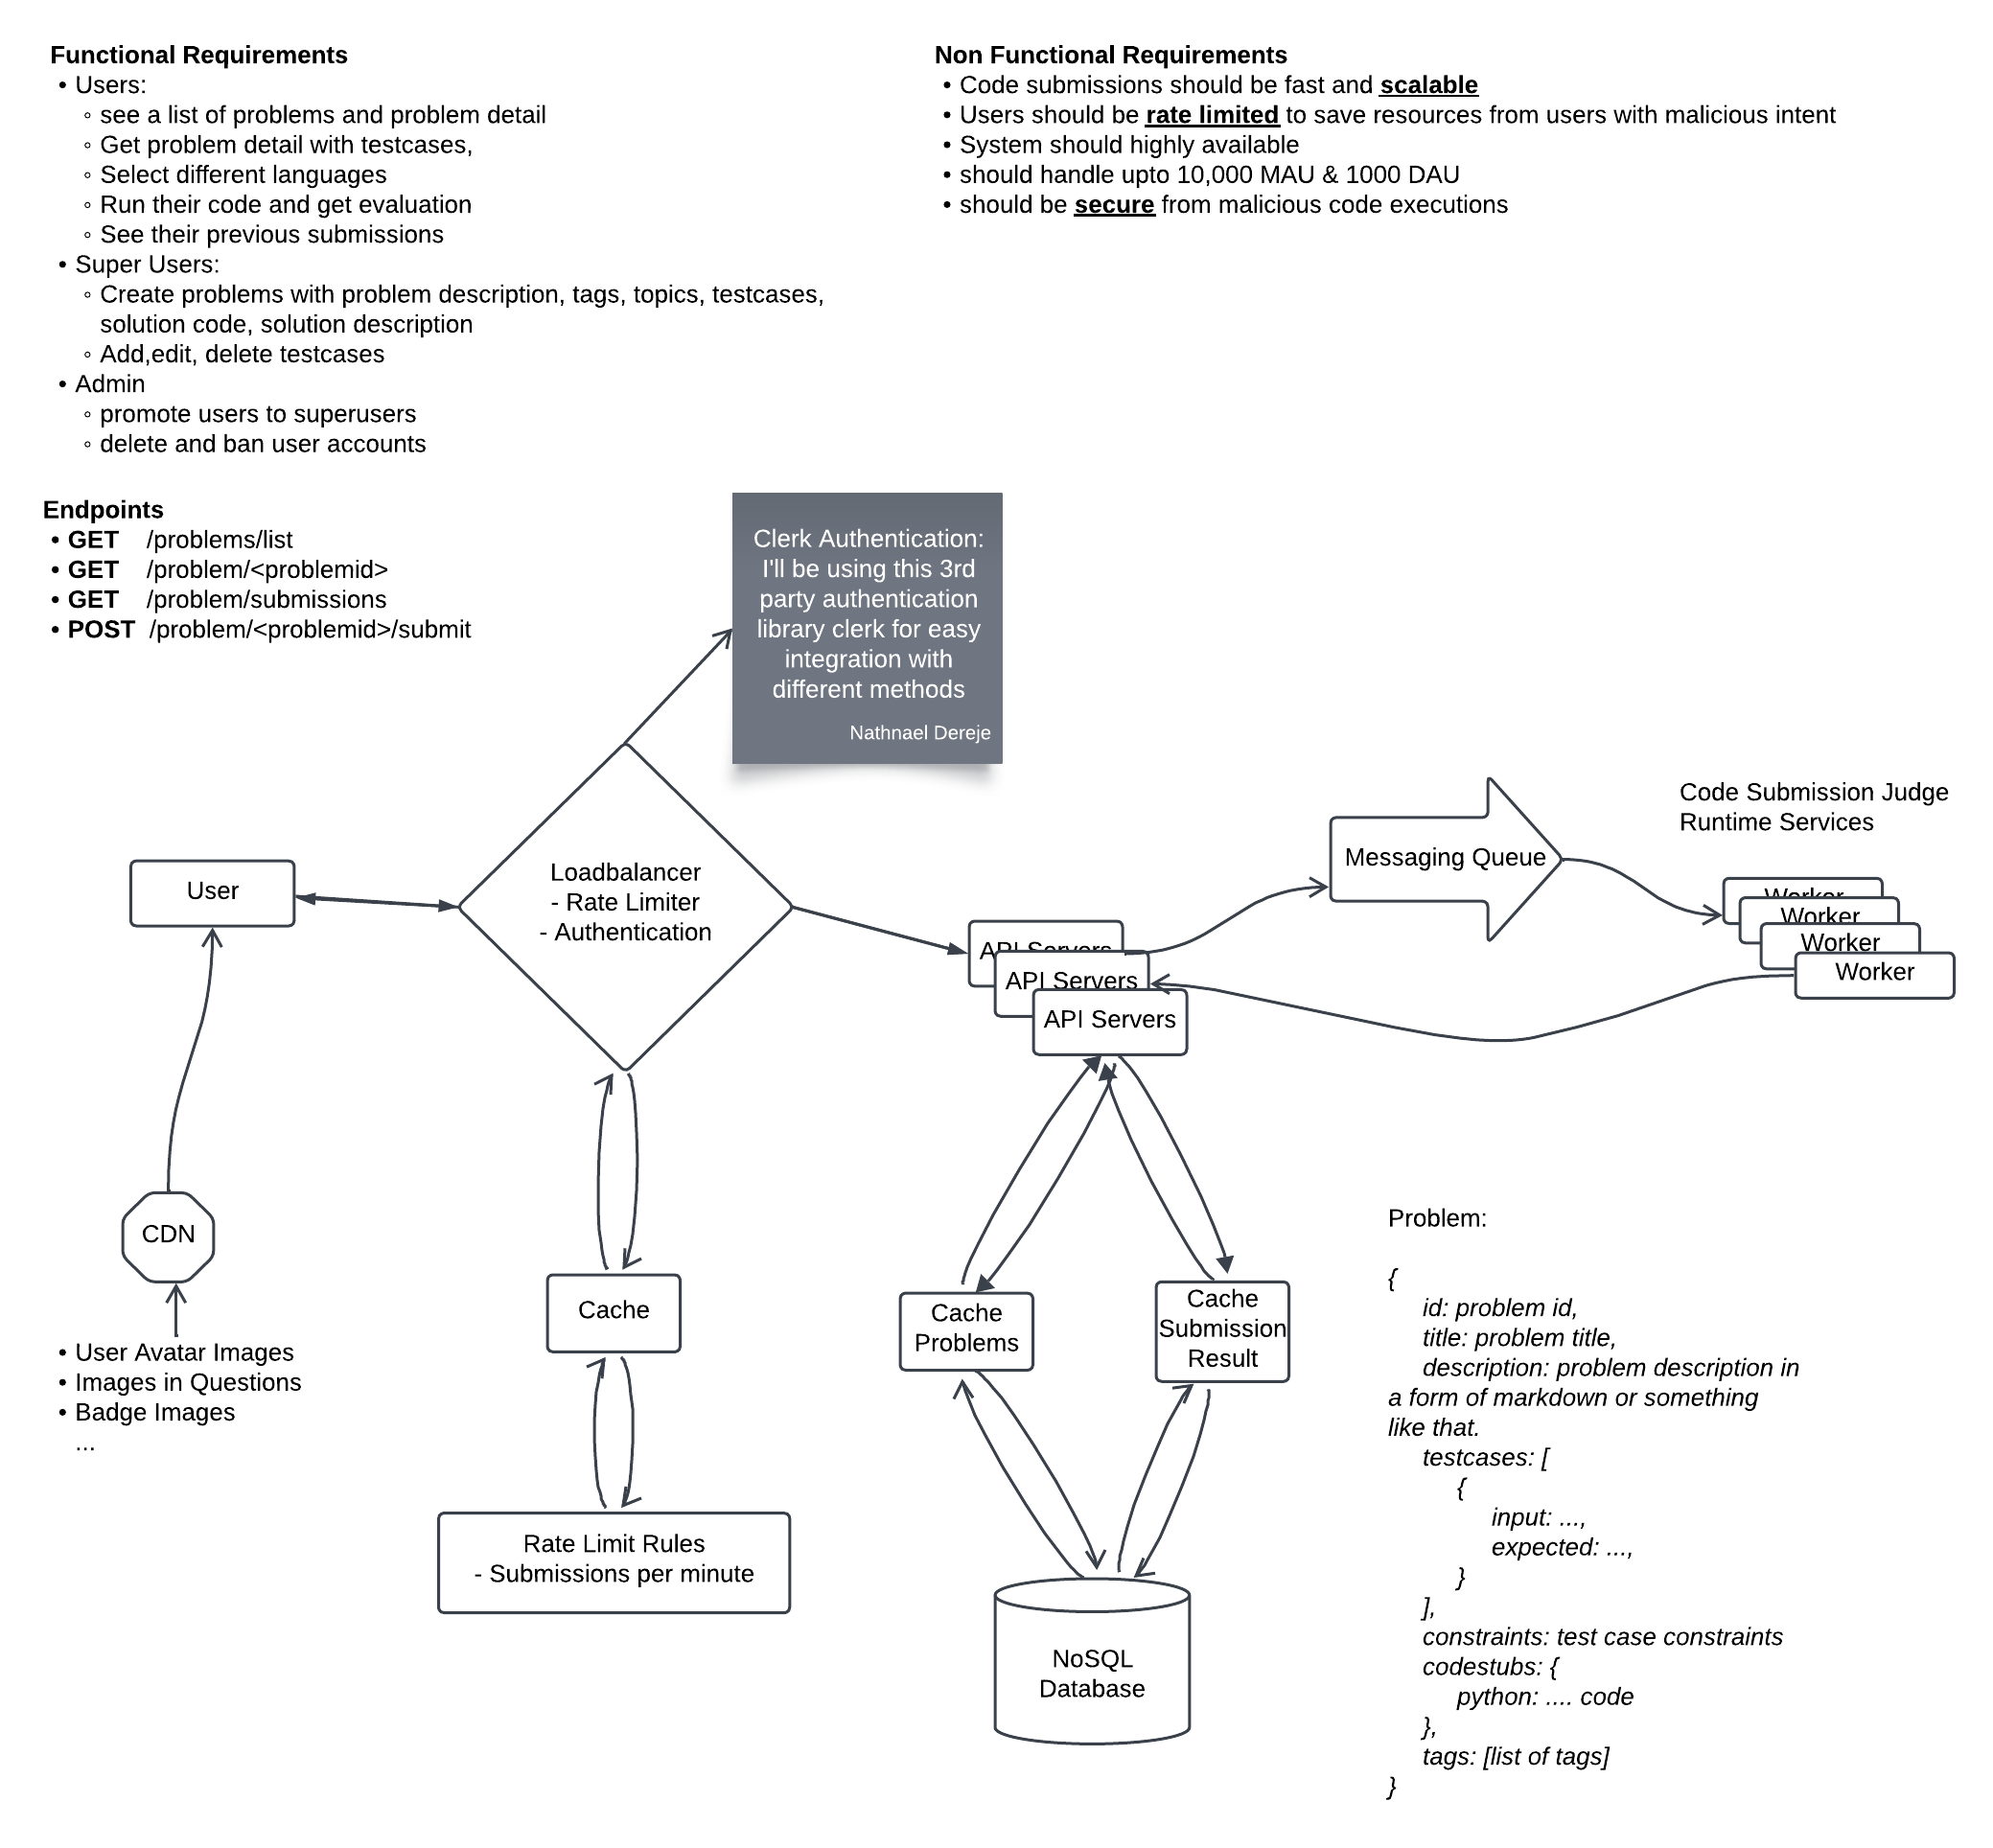 Functional Requirements
• Users:
◦ see a list of problems and problem detail
◦ Get problem detail with testcases,
◦ Select different languages
◦ Run their code and get evaluation
◦ See their previous submissions
• Super Users:
◦ Create problems with problem description, tags, topics, testcases,
solution code, solution description
◦ Add,edit, delete testcases
• Admin
◦ promote users to superusers
◦ delete and ban user accounts
Non Functional Requirements
• Code submissions should be fast and scalable
• Users should be rate limited to save resources from users with malicious intent
• System should highly available
• should handle upto 10,000 MAU & 1000 DAU
• should be secure from malicious code executions
Endpoints
• GET /problems/list
• GET /problem/<problemid>
• GET /problem/submissions
• POST /problem/<problemid>/submit
Clerk Authentication:
I'll be using this 3rd
party authentication
library clerk for easy
integration with
different methods
Nathnael Dereje
User
Loadbalancer
- Rate Limiter
- Authentication
API Servers
API Servers
API Servers
Messaging Queue
Code Submission Judge
Runtime Services
Worker
Worker
Worker
Worker
CDN
• User Avatar Images
• Images in Questions
• Badge Images
...
Cache
Rate Limit Rules
- Submissions per minute
Cache
Problems
Cache
Submission
Result
NoSQL
Database
Problem:
{
id: problem id,
title: problem title,
description: problem description in
a form of markdown or something
like that.
testcases: [
{
input: ...,
expected: ...,
}
],
constraints: test case constraints
codestubs: {
python: .... code
},
tags: [list of tags]
}